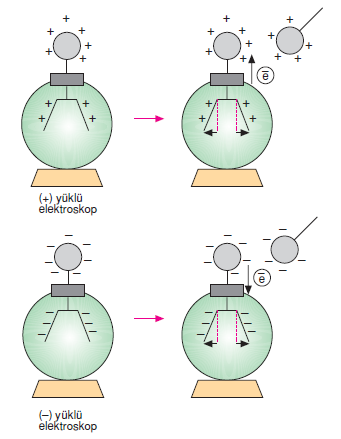 e̅
(+) yüklü
elektroskop
e̅
(–) yüklü
elektroskop